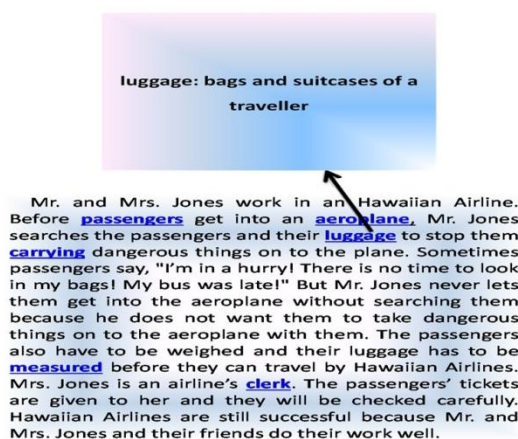 luggage: bags and suitcases of a
traveller
Mr. and Mrs. Jones work in an Hawaiian Airline.
Before passengers get into an aeroplane, Mr. Jones
searches the passengers and their luggage to stop them
carrying dangerous things on to the plane. Sometimes
passengers say, "I'm in a hurry! There is no time to look
in my bags! My bus was late!" But Mr. Jones never lets
them get into the aeroplane without searching them
because he does not want them to take dangerous
things on to the aeroplane with them. The passengers
also have to be weighed and their luggage has to be
measured before they can travel by Hawaiian Airlines.
Mrs. Jones is an airline's clerk. The passengers' tickets
are given to her and they will be checked carefully.
Hawaiian Airlines are still successful because Mr. and
Mrs. Jones and their friends do their work well.